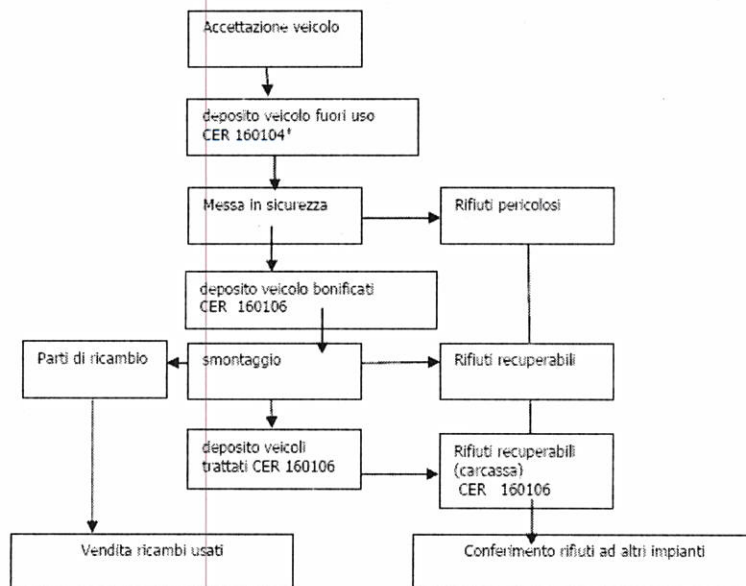 Accettazione veicolo
deposito veicolo fuori uso
CER 160104*
Messa in sicurezza
Rifiuti pericolosi
deposito veicolo bonificati
CER 160106
Parti di ricambio
smontaggio
Rifiuti recuperabili
deposito veicoli
trattati CER 160106
Rifiuti recuperabili
(carcassa)
CER 160106
Vendita ricambi usati
Conferimento rifiuti ad altri impianti